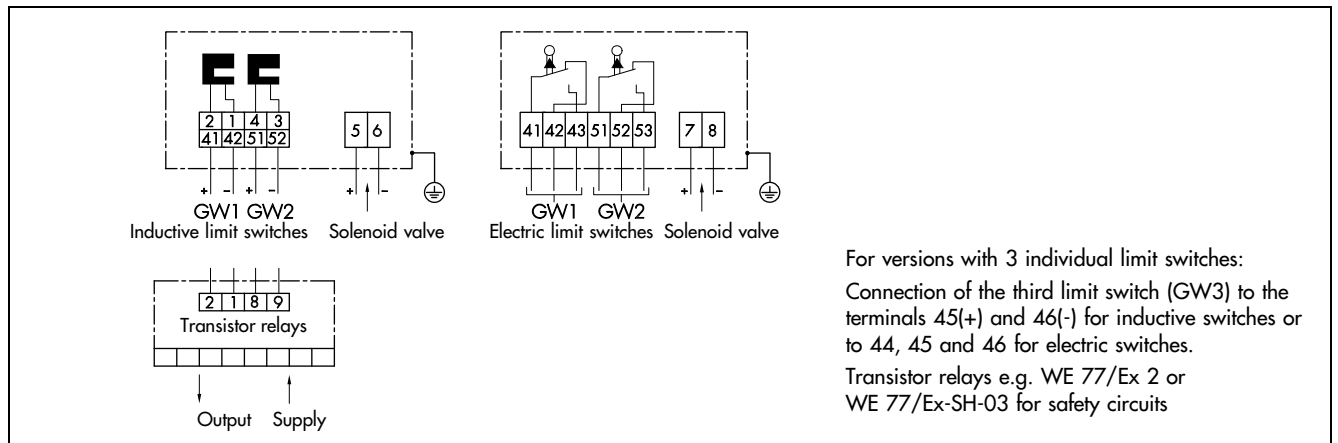 2 1 4 3
41 42 51 52
5 6
+ - + -
+ -
GW1 GW2
Inductive limit switches
Solenoid valve
41 42 43 51 52 53
7 8
+ -
GW1 GW2
Electric limit switches
Solenoid valve
2 1 8 9
Transistor relays
Output
Supply
For versions with 3 individual limit switches:
Connection of the third limit switch (GW3) to the
terminals 45(+) and 46(-) for inductive switches or
to 44, 45 and 46 for electric switches.
Transistor relays e.g. WE 77/Ex 2 or
WE 77/Ex-SH-03 for safety circuits